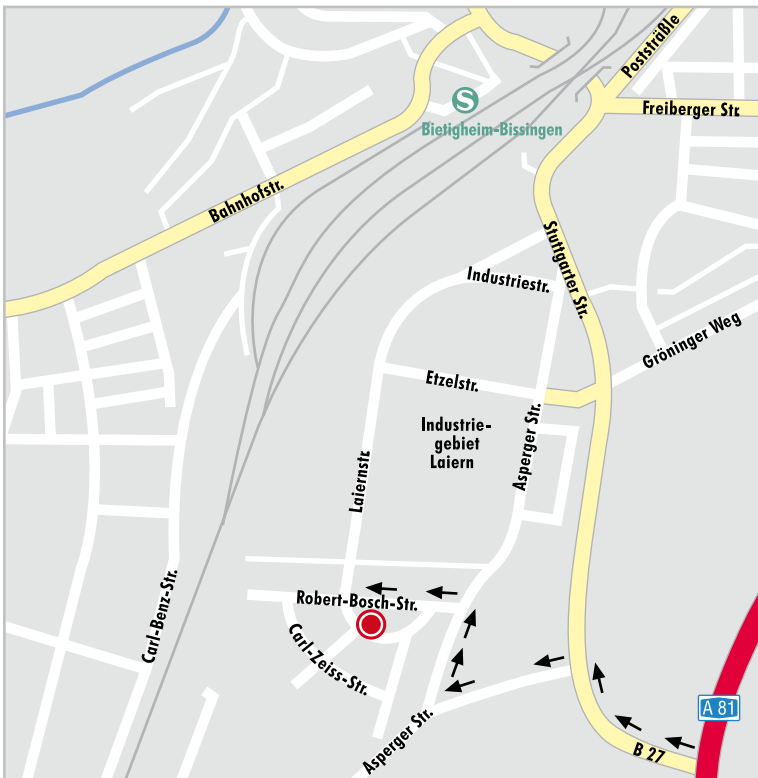 Poststräßle
S
Bietigheim-Bissingen
Freiberger Str.
Bahnhofstr.
Stuttgarter Str.
Industriestr.
Gröninger Weg
Etzelstr.
Industrie-
gebiet
Laiern
Asperger Str.
Laiernstr.
Carl-Benz-Str.
Robert-Bosch-Str.
Carl-Zeiss-Str.
Asperger Str.
A 81
B 27